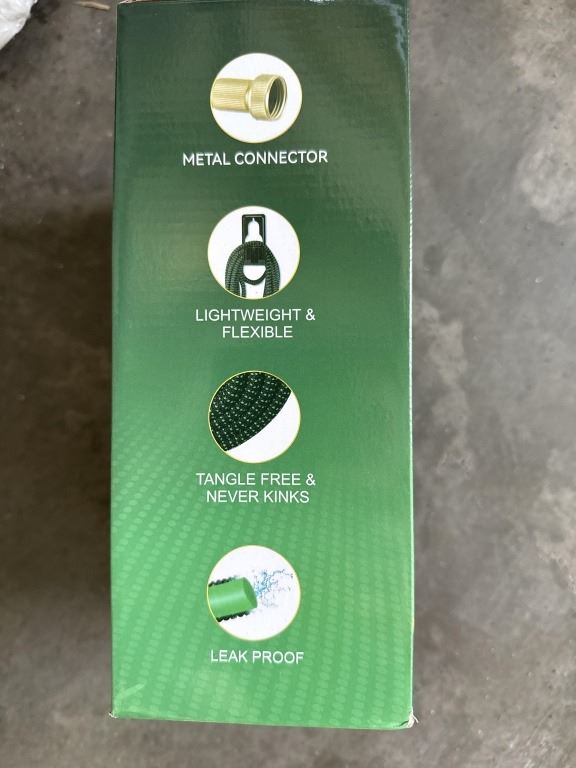 METAL CONNECTOR
LIGHTWEIGHT &
FLEXIBLE
TANGLE FREE &
NEVER KINKS
LEAK PROOF